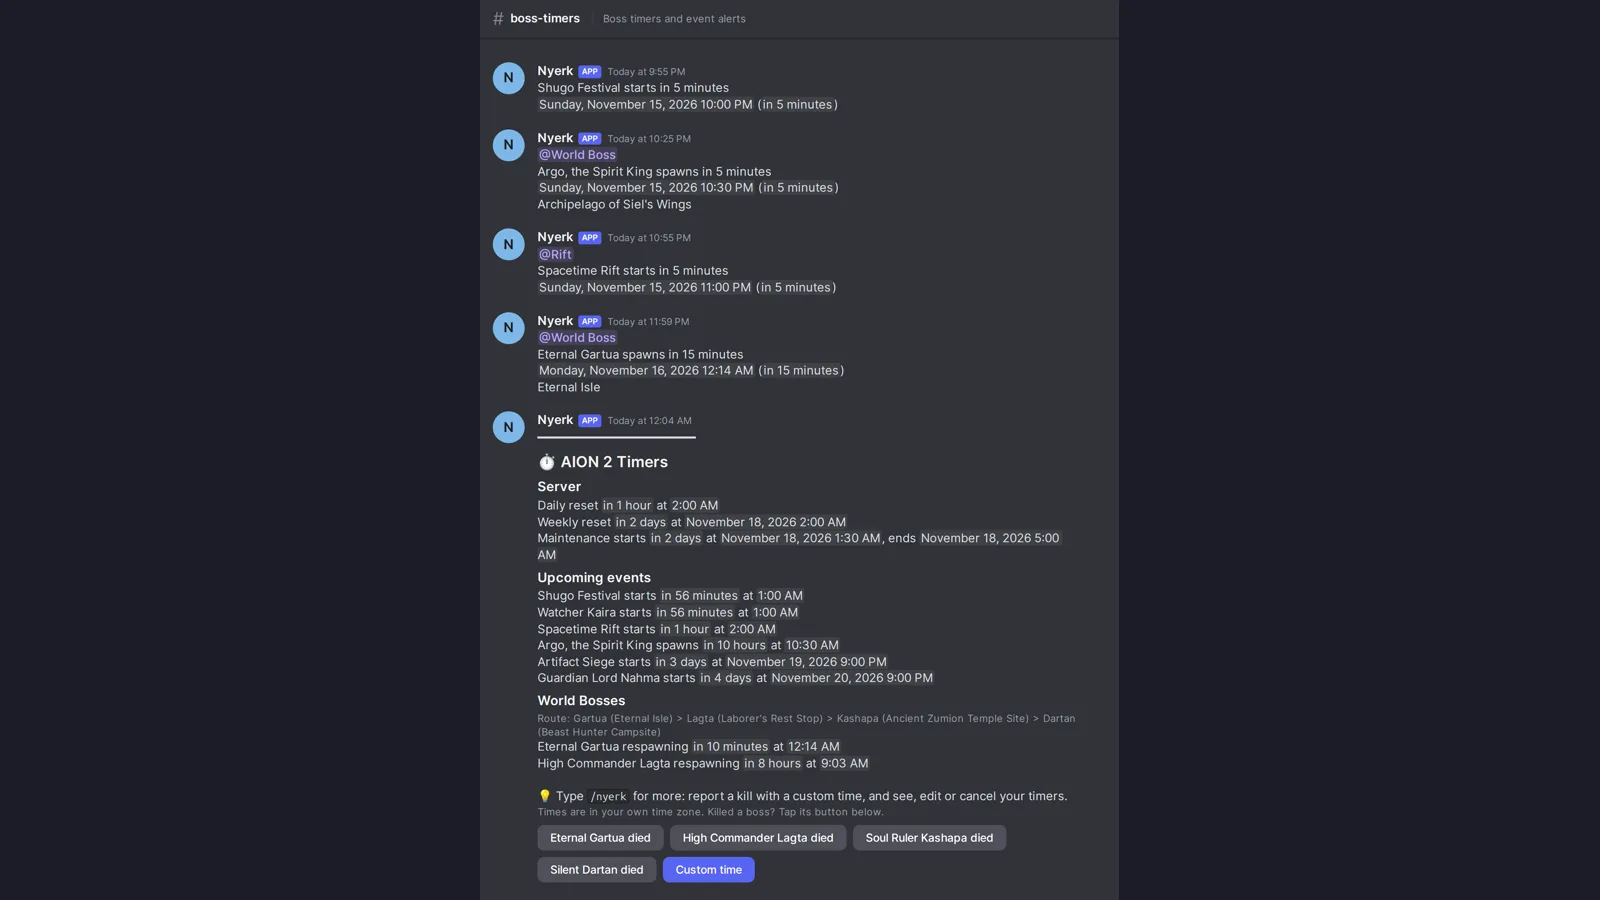 # boss-timers Boss timers and event alerts
N Nyerk APP Today at 9:55 PM
Shugo Festival starts in 5 minutes
Sunday, November 15, 2026 10:00 PM (in 5 minutes)
N Nyerk APP Today at 10:25 PM
@World Boss
Argo, the Spirit King spawns in 5 minutes
Sunday, November 15, 2026 10:30 PM (in 5 minutes)
Archipelago of Siel's Wings
N Nyerk APP Today at 10:55 PM
@Rift
Spacetime Rift starts in 5 minutes
Sunday, November 15, 2026 11:00 PM (in 5 minutes)
N Nyerk APP Today at 11:59 PM
@World Boss
Eternal Gartua spawns in 15 minutes
Monday, November 16, 2026 12:14 AM (in 15 minutes)
Eternal Isle
N Nyerk APP Today at 12:04 AM
⏱️ AION 2 Timers
Server
Daily reset in 1 hour at 2:00 AM
Weekly reset in 2 days at November 18, 2026 2:00 AM
Maintenance starts in 2 days at November 18, 2026 1:30 AM, ends November 18, 2026 5:00
AM
Upcoming events
Shugo Festival starts in 56 minutes at 1:00 AM
Watcher Kaira starts in 56 minutes at 1:00 AM
Spacetime Rift starts in 1 hour at 2:00 AM
Argo, the Spirit King spawns in 10 hours at 10:30 AM
Artifact Siege starts in 3 days at November 19, 2026 9:00 PM
Guardian Lord Nahma starts in 4 days at November 20, 2026 9:00 PM
World Bosses
Route: Gartua (Eternal Isle) > Lagta (Laborer's Rest Stop) > Kashapa (Ancient Zumion Temple Site) > Dartan
(Beast Hunter Campsite)
Eternal Gartua respawning in 10 minutes at 12:14 AM
High Commander Lagta respawning in 8 hours at 9:03 AM
💡 Type /nyerk for more: report a kill with a custom time, and see, edit or cancel your timers.
Times are in your own time zone. Killed a boss? Tap its button below.
Eternal Gartua died High Commander Lagta died Soul Ruler Kashapa died
Silent Dartan died Custom time